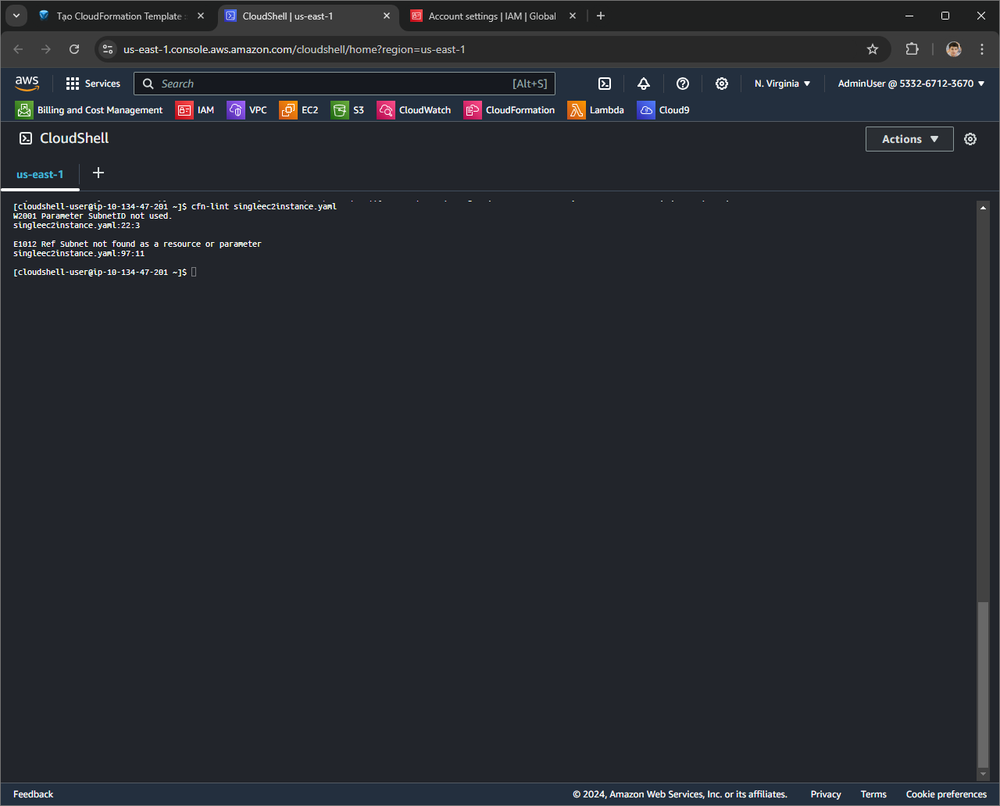 Tạo CloudFormation Template
CloudShell | us-east-1
Account settings | IAM | Global
us-east-1.console.aws.amazon.com/cloudshell/home?region=us-east-1
aws
Services
Search
[Alt+S]
N. Virginia
AdminUser @ 5332-6712-3670
Billing and Cost Management
IAM
VPC
EC2
S3
CloudWatch
CloudFormation
Lambda
Cloud9
CloudShell
Actions
us-east-1
[cloudshell-user@ip-10-134-47-201 ~]$ cfn-lint singleec2instance.yaml
W2001 Parameter SubnetID not used.
singleec2instance.yaml:22:3
E1012 Ref Subnet not found as a resource or parameter
singleec2instance.yaml:97:11
[cloudshell-user@ip-10-134-47-201 ~]$
Feedback
© 2024, Amazon Web Services, Inc. or its affiliates.
Privacy
Terms
Cookie preferences